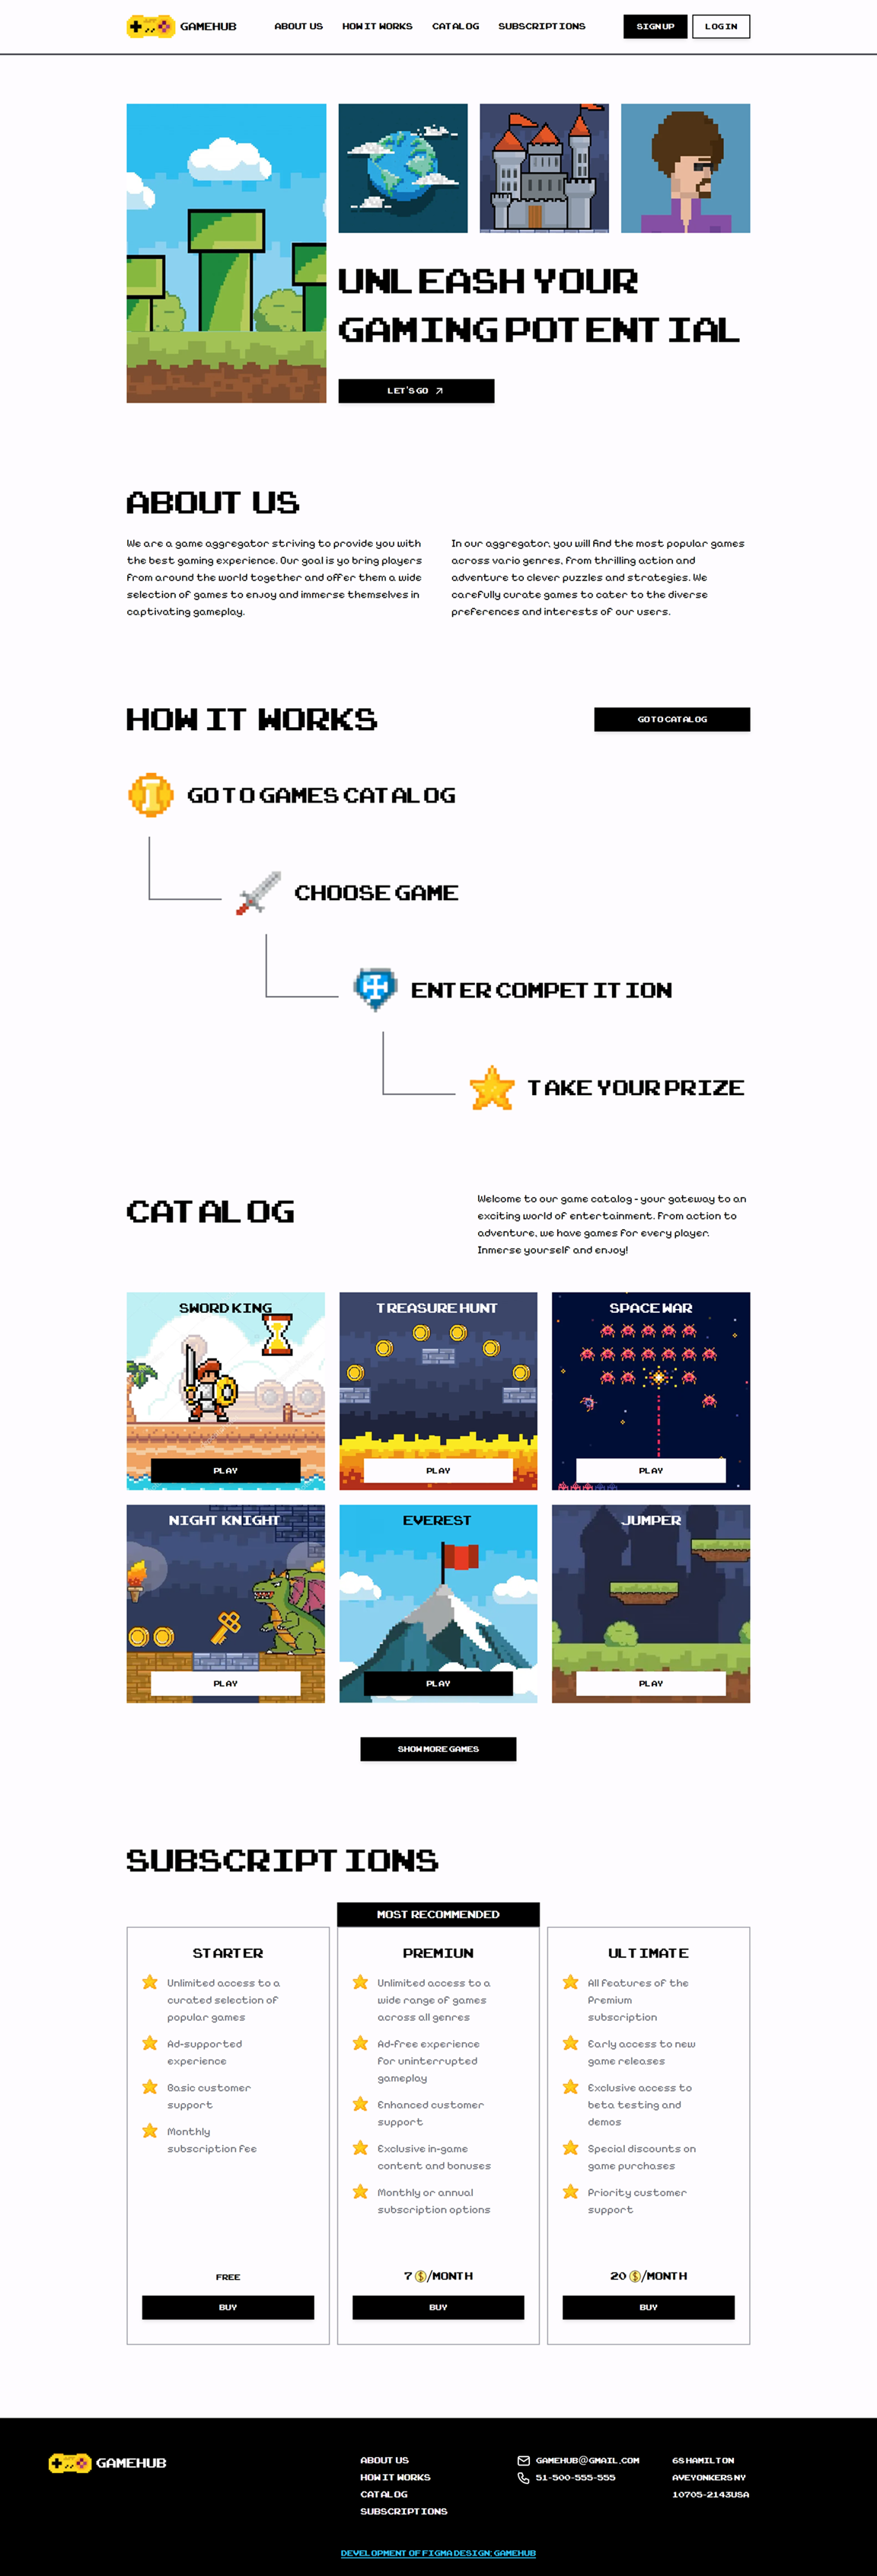 GAMEHUB
ABOUT US
HOW IT WORKS
CATALOG
SUBSCRIPTIONS
SIGN UP
LOG IN
UNLEASH YOUR
GAMING POTENTIAL
LET'S GO
ABOUT US
We are a game aggregator striving to provide you with
the best gaming experience. Our goal is yo bring players
from around the world together and offer them a wide
selection of games to enjoy and immerse themselves in
captivating gameplay.
In our aggregator, you will And the most popular games
across vario genres, from thrilling action and
adventure to clever puzzles and strategies. We
carefully curate games to cater to the diverse
preferences and interests of our users.
HOW IT WORKS
GO TO CATALOG
GO TO GAMES CATALOG
CHOOSE GAME
ENTER COMPETITION
TAKE YOUR PRIZE
CATALOG
Welcome to our game catalog - your gateway to an
exciting world of entertainment. From action to
adventure, we have games for every player.
Inmerse yourself and enjoy!
SWORD KING
PLAY
TREASURE HUNT
PLAY
SPACE WAR
PLAY
NIGHT KNIGHT
PLAY
EVEREST
PLAY
JUMPER
PLAY
SHOW MORE GAMES
SUBSCRIPTIONS
STARTER
Unlimited access to a
curated selection of
popular games
Ad-supported
experience
Basic customer
support
Monthly
subscription fee
FREE
BUY
MOST RECOMMENDED
PREMIUN
Unlimited access to a
wide range of games
across all genres
Ad-free experience
for uninterrupted
gameplay
Enhanced customer
support
Exclusive in-game
content and bonuses
Monthly or annual
subscription options
7 $/MONTH
BUY
ULTIMATE
All features of the
Premium
subscription
Early access to new
game releases
Exclusive access to
beta testing and
demos
Special discounts on
game purchases
Priority customer
support
20 $/MONTH
BUY
GAMEHUB
ABOUT US
HOW IT WORKS
CATALOG
SUBSCRIPTIONS
GAMEHUB@GMAIL.COM
51-500-555-555
68 HAMILTON
AVEYONKERS NY
10705-2143USA
DEVELOPMENT OF FIGMA DESIGN: GAMEHUB